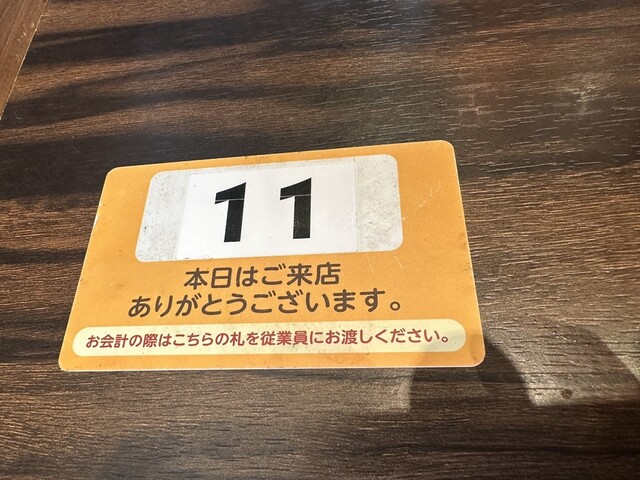 11
本日はご来店
ありがとうございます。
お会計の際はこちらの札を従業員にお渡しください。